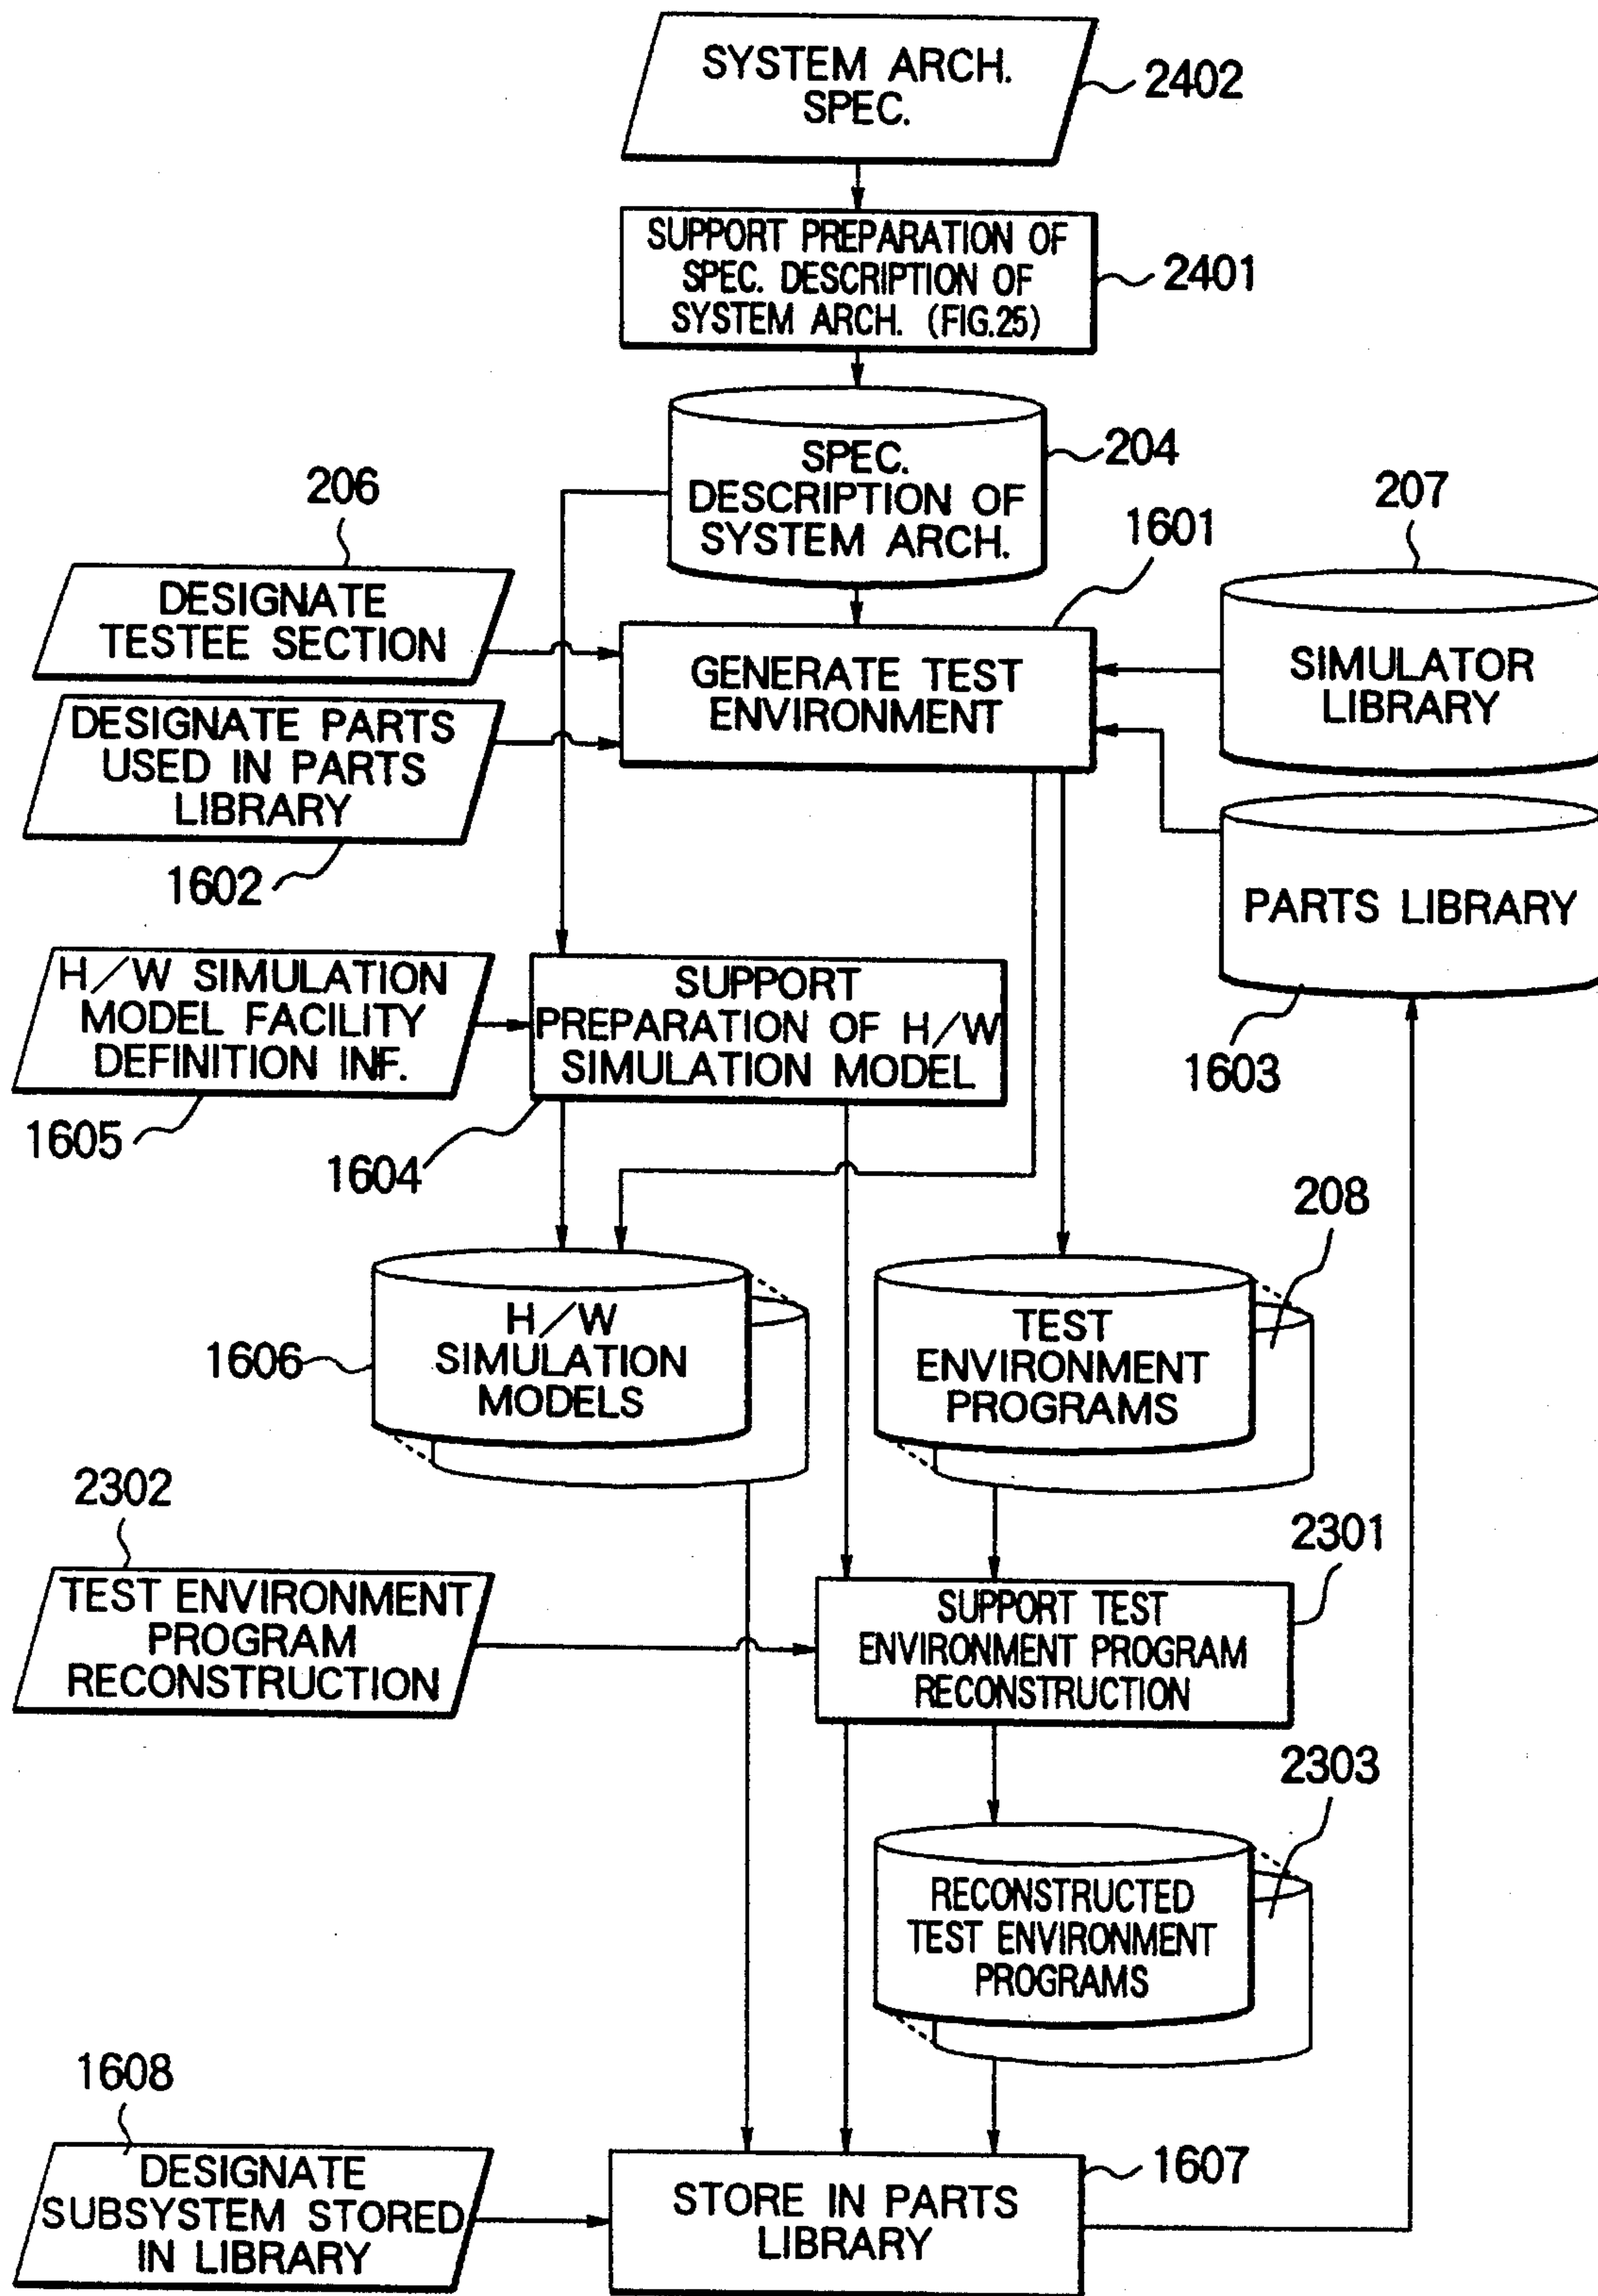 SYSTEM ARCH.
SPEC.
2402
SUPPORT PREPARATION OF
SPEC. DESCRIPTION OF
SYSTEM ARCH. (FIG.25)
2401
SPEC.
DESCRIPTION OF
SYSTEM ARCH.
204
206
DESIGNATE
TESTEE SECTION
1601
GENERATE TEST
ENVIRONMENT
207
SIMULATOR
LIBRARY
DESIGNATE PARTS
USED IN PARTS
LIBRARY
1602
PARTS LIBRARY
1603
H/W SIMULATION
MODEL FACILITY
DEFINITION INF.
1605
SUPPORT
PREPARATION OF H/W
SIMULATION MODEL
1604
208
1606
H/W
SIMULATION
MODELS
TEST
ENVIRONMENT
PROGRAMS
2302
TEST ENVIRONMENT
PROGRAM
RECONSTRUCTION
2301
SUPPORT TEST
ENVIRONMENT PROGRAM
RECONSTRUCTION
2303
RECONSTRUCTED
TEST ENVIRONMENT
PROGRAMS
1608
DESIGNATE
SUBSYSTEM STORED
IN LIBRARY
STORE IN PARTS
LIBRARY
1607